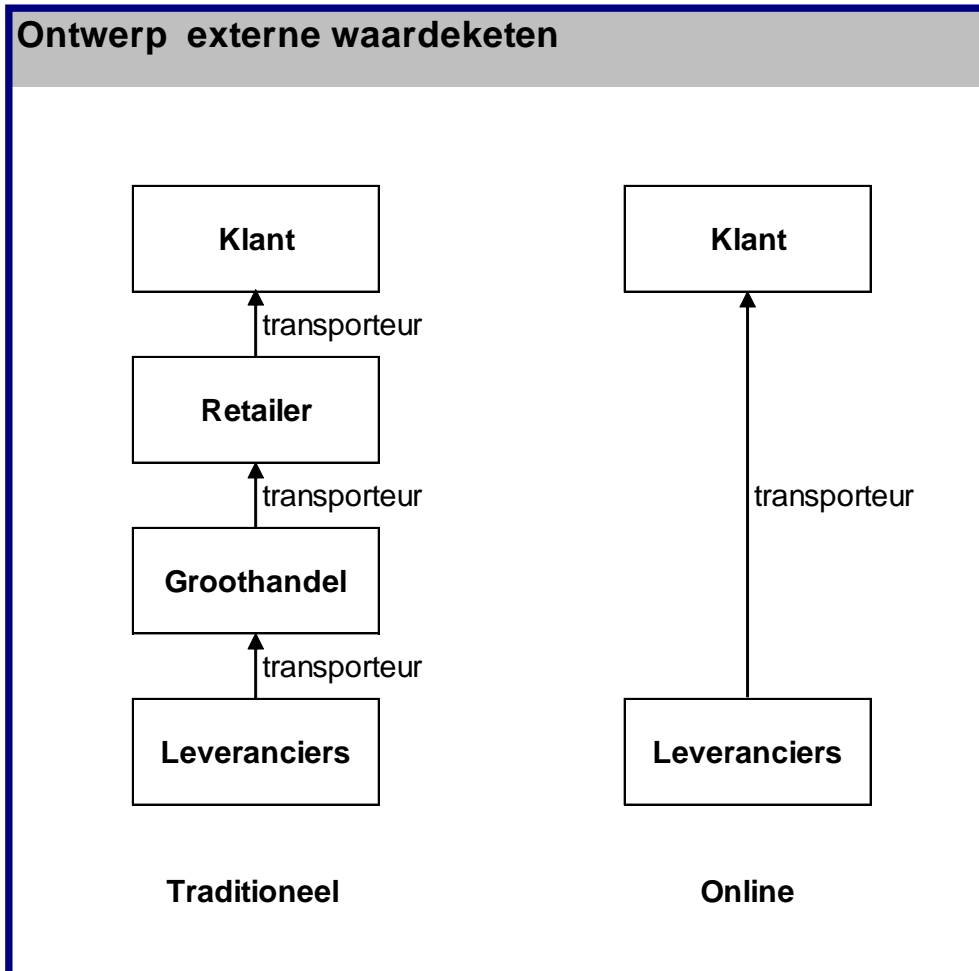 Ontwerp externe waardeketen
Klant
transporteur
Retailer
transporteur
Groothandel
transporteur
Leveranciers
Traditioneel
Klant
transporteur
Leveranciers
Online